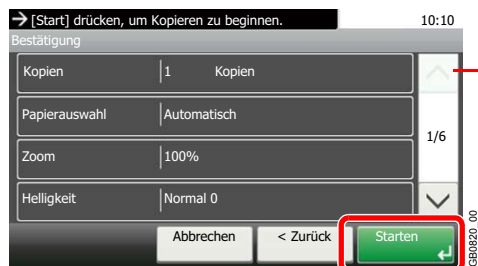 [Start] drücken, um Kopieren zu beginnen. 10:10
Bestätigung
Kopien 1 Kopien
Papierauswahl Automatisch
1/6
Zoom 100%
Helligkeit Normal 0
Abbrechen < Zurück Starten
GB0820_00